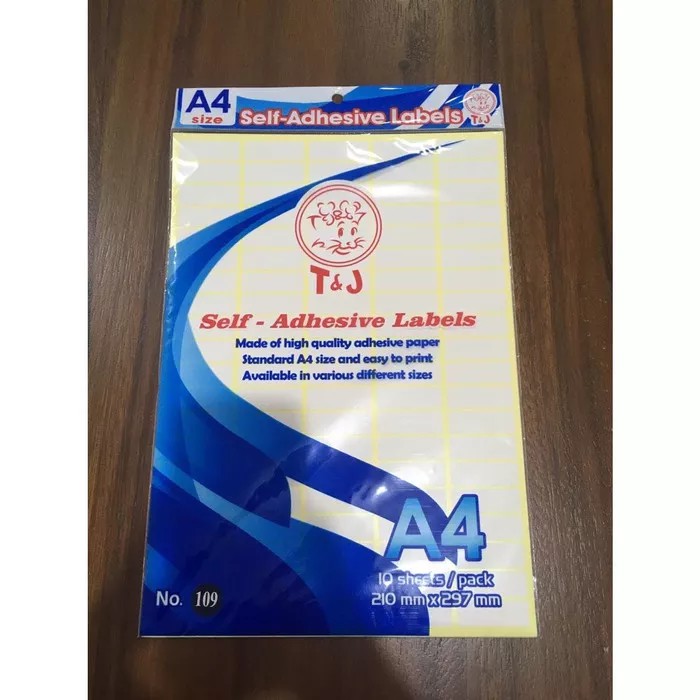 A4
size
Self-Adhesive Labels
T&J
T&J
Self - Adhesive Labels
Made of high quality adhesive paper
Standard A4 size and easy to print
Available in various different sizes
A4
10 sheets / pack
210 mm x 297 mm
No. 109